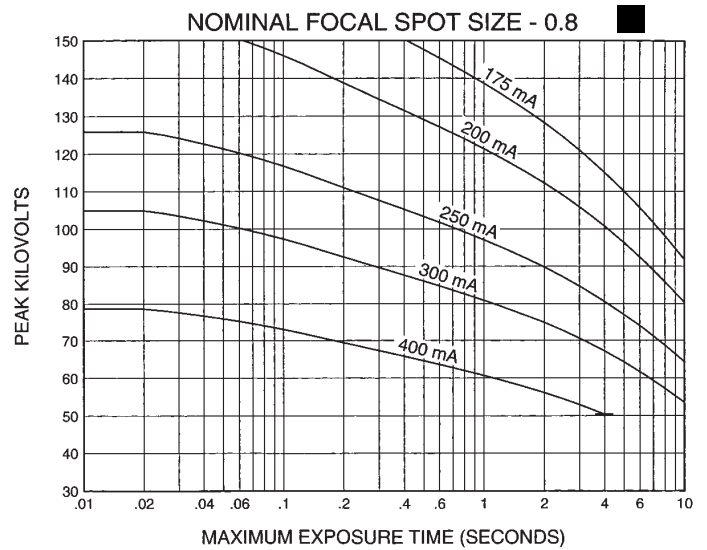 NOMINAL FOCAL SPOT SIZE - 0.8
150
140
130
120
110
100
90
80
70
60
50
40
30
PEAK KILOVOLTS
175 mA
200 mA
250 mA
300 mA
400 mA
.01 .02 .04 .06 .1 .2 .4 .6 1 2 4 6 10
MAXIMUM EXPOSURE TIME (SECONDS)